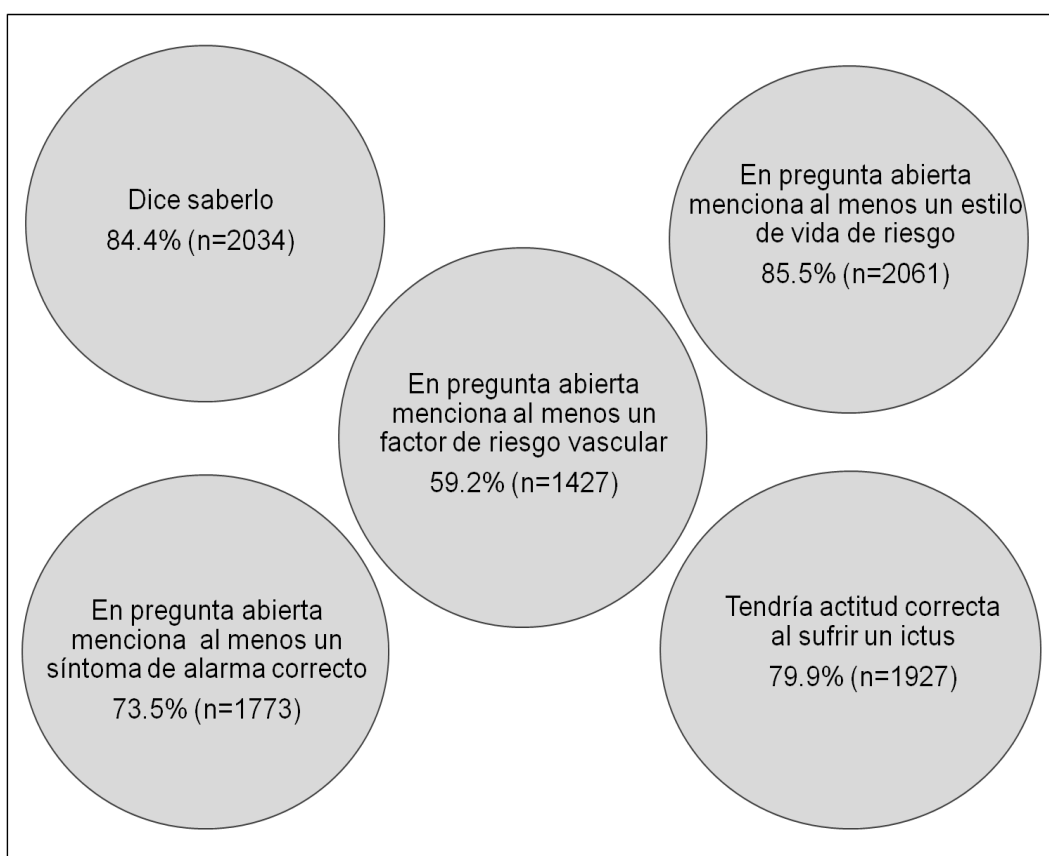 Dice saberlo
84.4% (n=2034)
En pregunta abierta
menciona al menos un estilo
de vida de riesgo
85.5% (n=2061)
En pregunta abierta
menciona al menos un
factor de riesgo vascular
59.2% (n=1427)
En pregunta abierta
menciona al menos un
síntoma de alarma correcto
73.5% (n=1773)
Tendría actitud correcta
al sufrir un ictus
79.9% (n=1927)